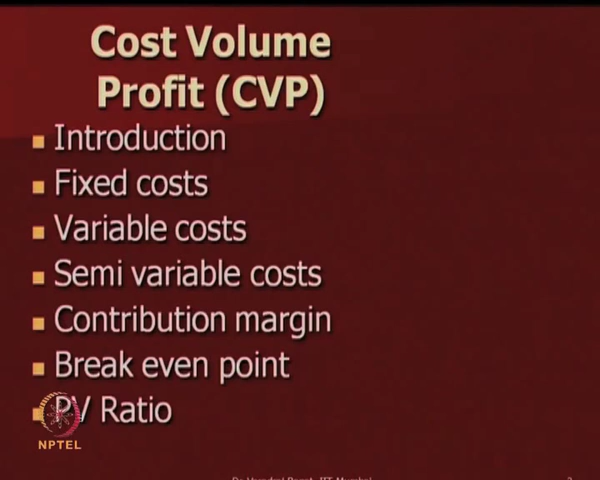 Cost Volume
Profit (CVP)
Introduction
Fixed costs
Variable costs
Semi variable costs
Contribution margin
Break even point
PV Ratio
NPTEL